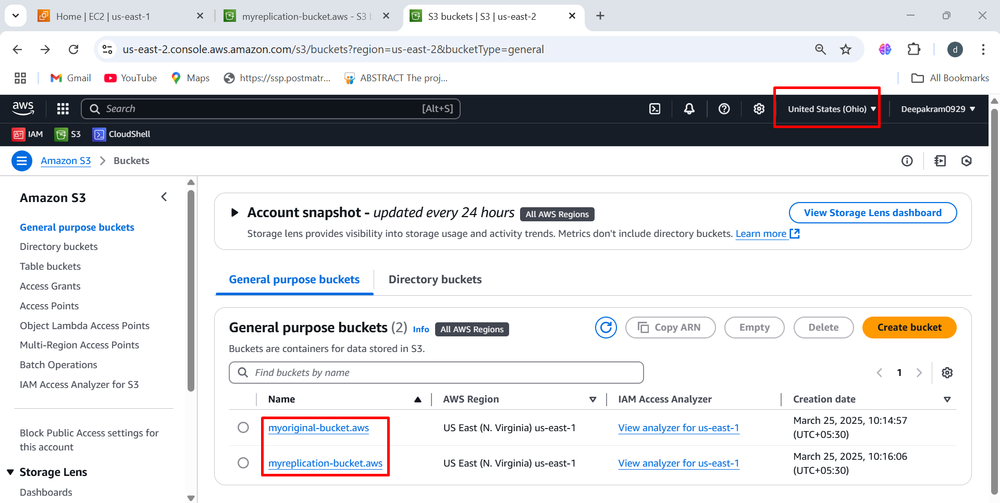 Home | EC2 | us-east-1
myreplication-bucket.aws - S3 b
S3 buckets | S3 | us-east-2
us-east-2.console.aws.amazon.com/s3/buckets?region=us-east-2&bucketType=general
d
Gmail
YouTube
Maps
https://ssp.postmatr...
ABSTRACT The proj...
All Bookmarks
aws
Search
[Alt+S]
United States (Ohio)
Deepakram0929
IAM
S3
CloudShell
Amazon S3
Buckets
Amazon S3
General purpose buckets
Directory buckets
Table buckets
Access Grants
Access Points
Object Lambda Access Points
Multi-Region Access Points
Batch Operations
IAM Access Analyzer for S3
Block Public Access settings for
this account
Storage Lens
Dashboards
Account snapshot - updated every 24 hours All AWS Regions
View Storage Lens dashboard
Storage lens provides visibility into storage usage and activity trends. Metrics don't include directory buckets. Learn more
General purpose buckets
Directory buckets
General purpose buckets (2) Info All AWS Regions
Copy ARN
Empty
Delete
Create bucket
Buckets are containers for data stored in S3.
Find buckets by name
1
Name
AWS Region
IAM Access Analyzer
Creation date
myoriginal-bucket.aws
US East (N. Virginia) us-east-1
View analyzer for us-east-1
March 25, 2025, 10:14:57
(UTC+05:30)
myreplication-bucket.aws
US East (N. Virginia) us-east-1
View analyzer for us-east-1
March 25, 2025, 10:16:06
(UTC+05:30)